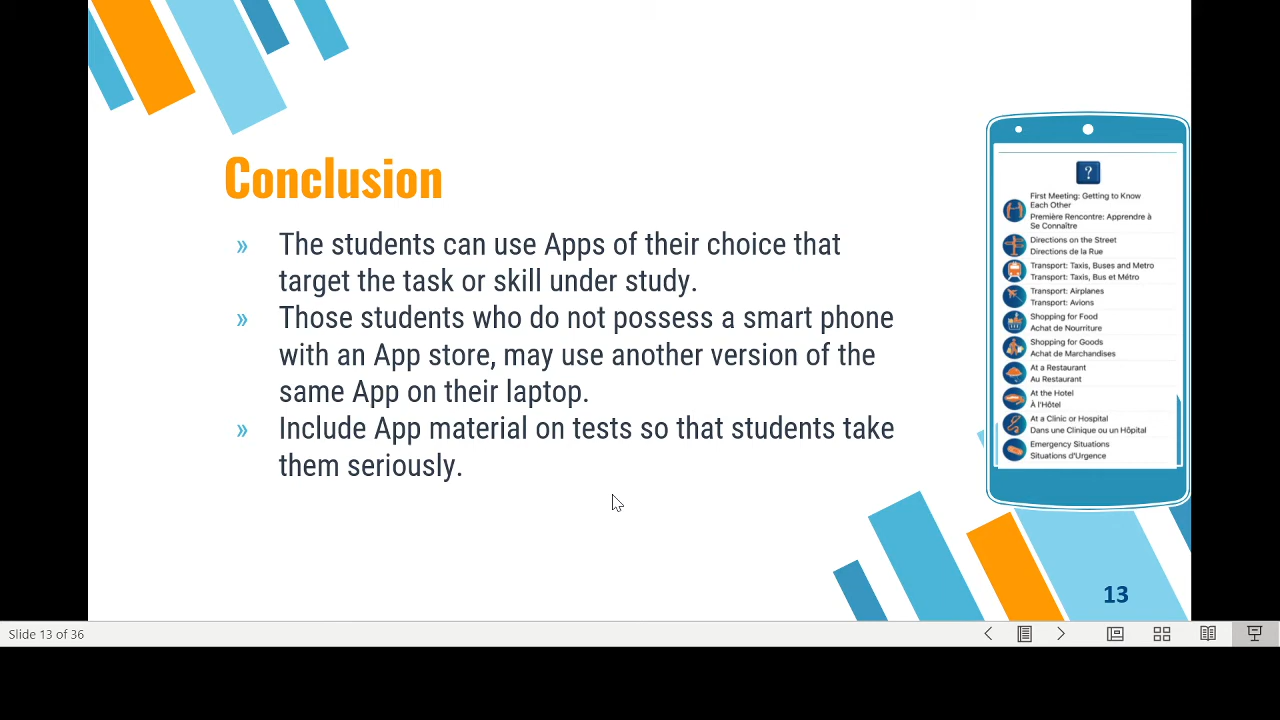 Conclusion
» The students can use Apps of their choice that
target the task or skill under study.
» Those students who do not possess a smart phone
with an App store, may use another version of the
same App on their laptop.
» Include App material on tests so that students take
them seriously.
?
First Meeting: Getting to Know
Each Other
Première Rencontre: Apprendre à
Se Connaître
Directions on the Street
Directions de la Rue
Transport: Taxis, Buses and Metro
Transport: Taxis, Bus et Métro
Transport: Airplanes
Transport: Avions
Shopping for Food
Achat de Nourriture
Shopping for Goods
Achat de Marchandises
At a Restaurant
Au Restaurant
At the Hotel
À l'Hôtel
At a Clinic or Hospital
Dans une Clinique ou un Hôpital
Emergency Situations
Situations d'Urgence
13
Slide 13 of 36